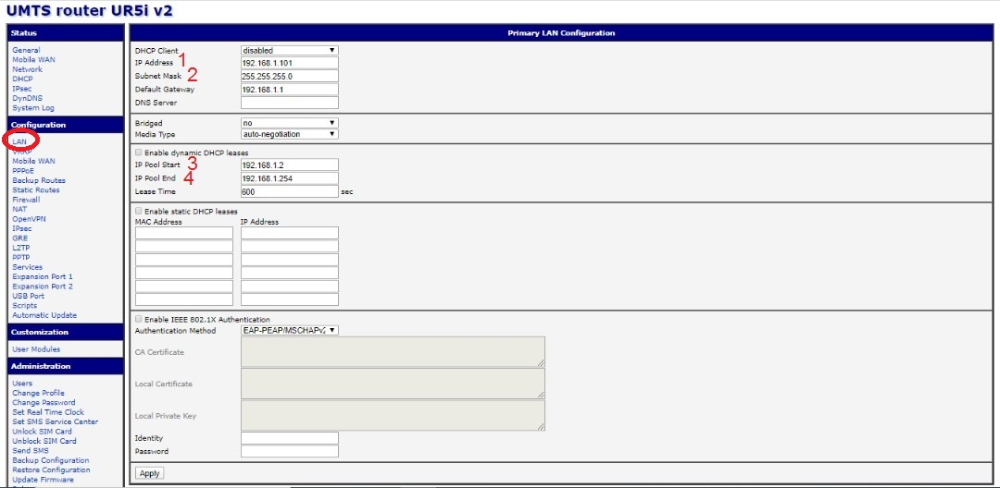 UMTS router UR5i v2
Status
General
Mobile WAN
Network
DHCP
IPsec
DynDNS
System Log
Configuration
LAN
VRRP
Mobile WAN
PPPoE
Backup Routes
Static Routes
Firewall
NAT
OpenVPN
IPsec
GRE
L2TP
PPTP
Services
Expansion Port 1
Expansion Port 2
USB Port
Scripts
Automatic Update
Customization
User Modules
Administration
Users
Change Profile
Change Password
Set Real Time Clock
Set SMS Service Center
Unlock SIM Card
Unblock SIM Card
Send SMS
Backup Configuration
Restore Configuration
Update Firmware
Primary LAN Configuration
DHCP Client disabled
IP Address 1 192.168.1.101
Subnet Mask 2 255.255.255.0
Default Gateway 192.168.1.1
DNS Server
Bridged no
Media Type auto-negotiation
Enable dynamic DHCP leases
IP Pool Start 3 192.168.1.2
IP Pool End 4 192.168.1.254
Lease Time 600 sec
Enable static DHCP leases
MAC Address IP Address
Enable IEEE 802.1X Authentication
Authentication Method EAP-PEAP/MSCHAPv2
CA Certificate
Local Certificate
Local Private Key
Identity
Password
Apply